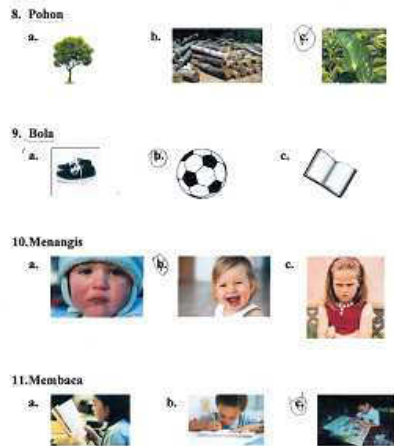 8. Pohon
a. b. c.
9. Bola
a. b. c.
10.Menangis
a. b. c.
11.Membaca
a. b. c.